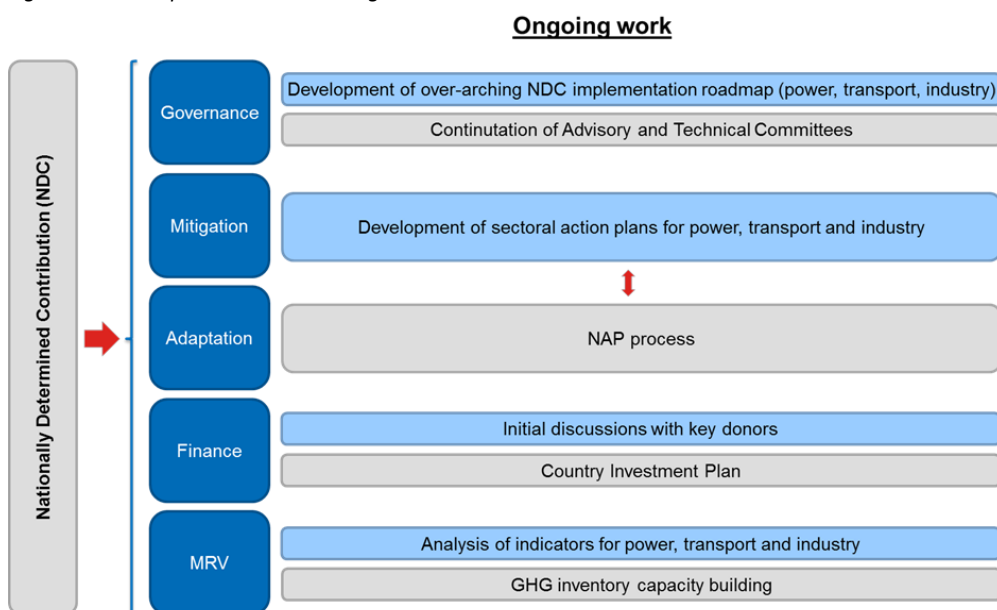 Ongoing work
Nationally Determined Contribution (NDC)
Governance
Development of over-arching NDC implementation roadmap (power, transport, industry)
Continutation of Advisory and Technical Committees
Mitigation
Development of sectoral action plans for power, transport and industry
Adaptation
NAP process
Finance
Initial discussions with key donors
Country Investment Plan
MRV
Analysis of indicators for power, transport and industry
GHG inventory capacity building